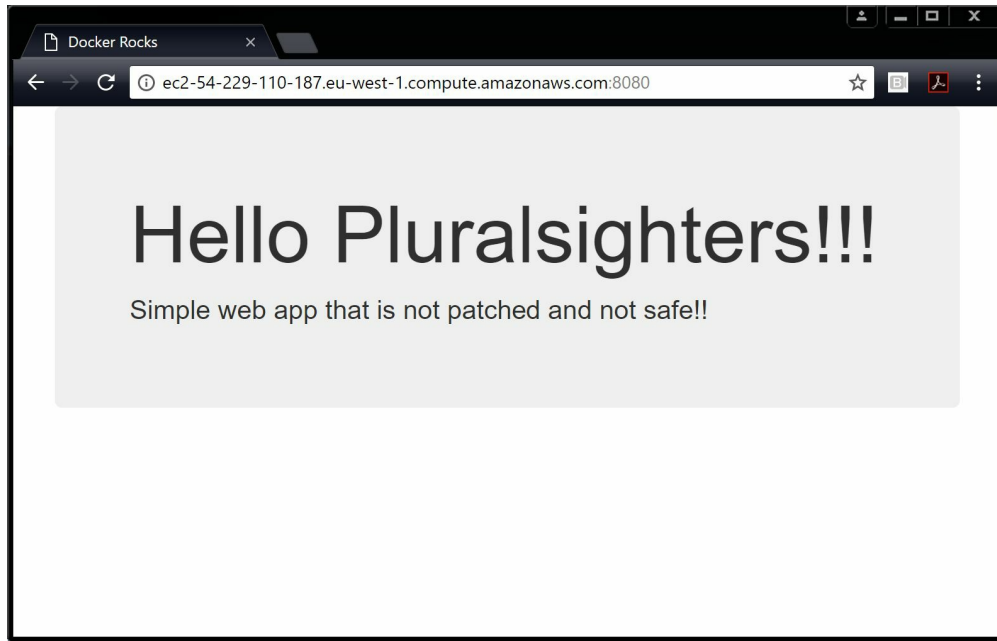 Docker Rocks
ec2-54-229-110-187.eu-west-1.compute.amazonaws.com:8080
Hello Pluralsighters!!!
Simple web app that is not patched and not safe!!